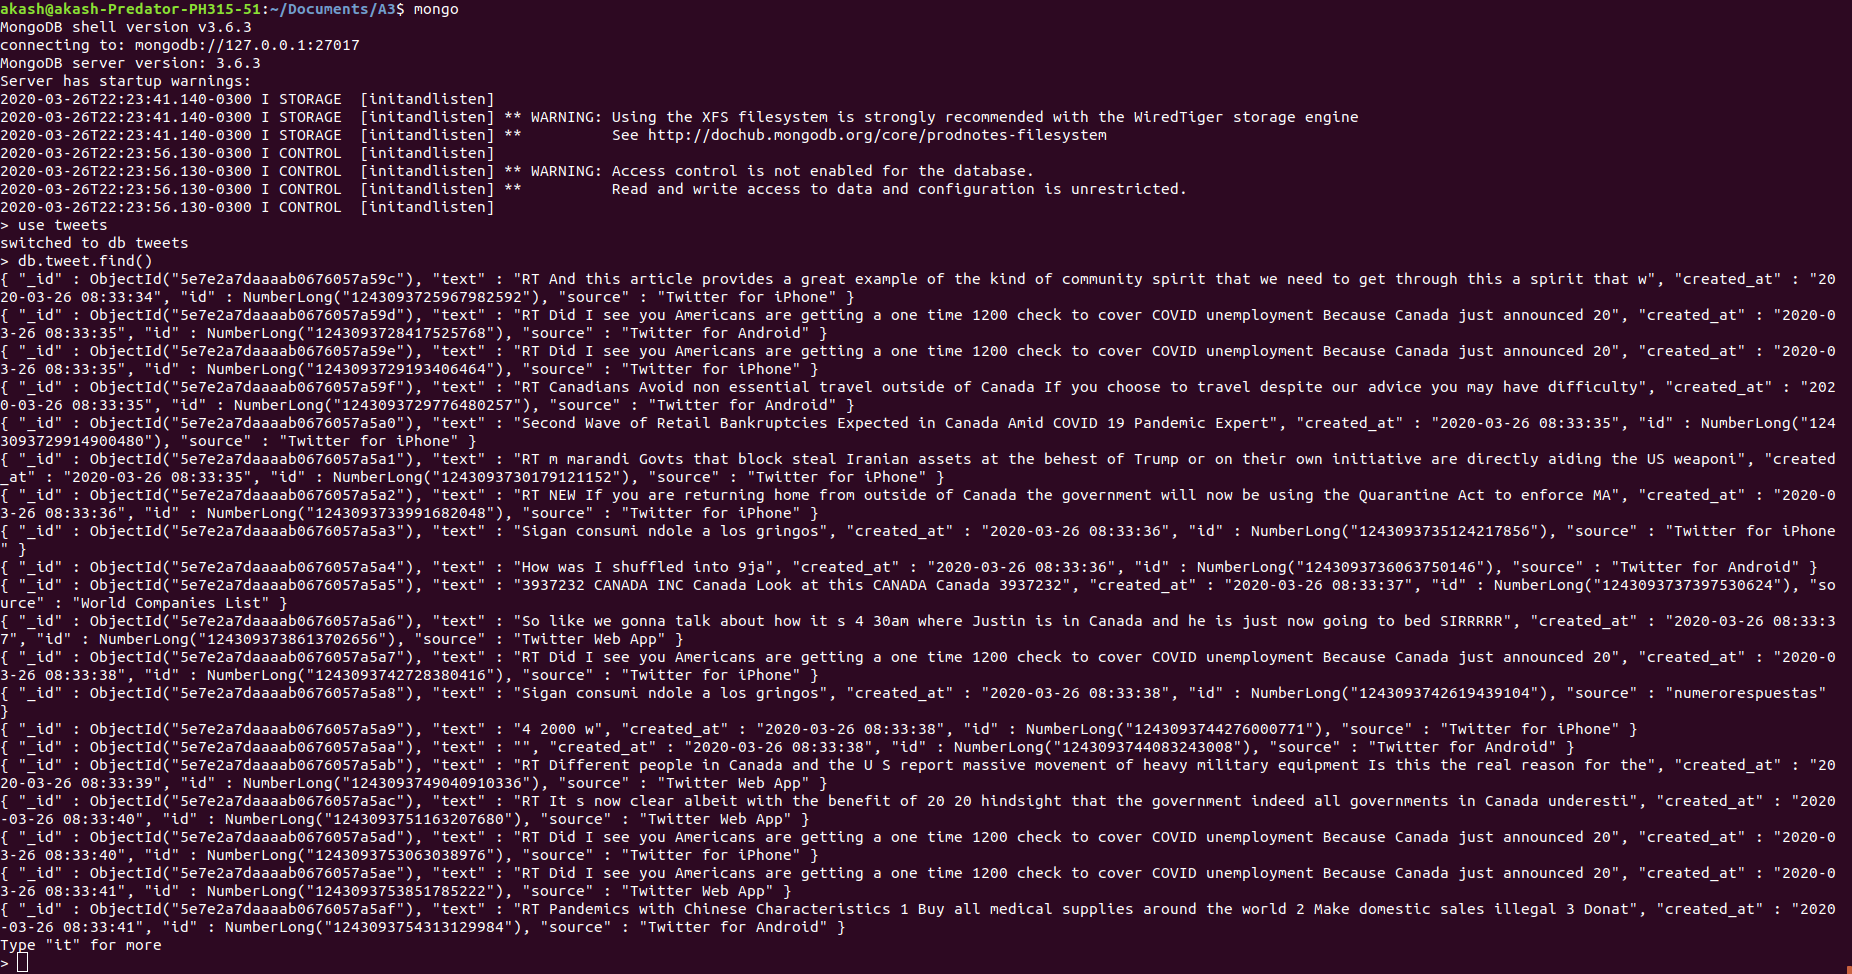 akash@akash-Predator-PH315-51:~/Documents/A3$ mongo
MongoDB shell version v3.6.3
connecting to: mongodb://127.0.0.1:27017
MongoDB server version: 3.6.3
Server has startup warnings:
2020-03-26T22:23:41.140-0300 I STORAGE  [initandlisten]
2020-03-26T22:23:41.140-0300 I STORAGE  [initandlisten] ** WARNING: Using the XFS filesystem is strongly recommended with the WiredTiger storage engine
2020-03-26T22:23:41.140-0300 I STORAGE  [initandlisten] **          See http://dochub.mongodb.org/core/prodnotes-filesystem
2020-03-26T22:23:56.130-0300 I CONTROL  [initandlisten]
2020-03-26T22:23:56.130-0300 I CONTROL  [initandlisten] ** WARNING: Access control is not enabled for the database.
2020-03-26T22:23:56.130-0300 I CONTROL  [initandlisten] **          Read and write access to data and configuration is unrestricted.
2020-03-26T22:23:56.130-0300 I CONTROL  [initandlisten]
> use tweets
switched to db tweets
> db.tweet.find()
{ "_id" : ObjectId("5e7e2a7daaaab0676057a59c"), "text" : "RT And this article provides a great example of the kind of community spirit that we need to get through this a spirit that w", "created_at" : "20
20-03-26 08:33:34", "id" : NumberLong("1243093725967982592"), "source" : "Twitter for iPhone" }
{ "_id" : ObjectId("5e7e2a7daaaab0676057a59d"), "text" : "RT Did I see you Americans are getting a one time 1200 check to cover COVID unemployment Because Canada just announced 20", "created_at" : "2020-0
3-26 08:33:35", "id" : NumberLong("1243093728417525768"), "source" : "Twitter for Android" }
{ "_id" : ObjectId("5e7e2a7daaaab0676057a59e"), "text" : "RT Did I see you Americans are getting a one time 1200 check to cover COVID unemployment Because Canada just announced 20", "created_at" : "2020-0
3-26 08:33:35", "id" : NumberLong("1243093729193406464"), "source" : "Twitter for iPhone" }
{ "_id" : ObjectId("5e7e2a7daaaab0676057a59f"), "text" : "RT Canadians Avoid non essential travel outside of Canada If you choose to travel despite our advice you may have difficulty", "created_at" : "202
0-03-26 08:33:35", "id" : NumberLong("1243093729776480257"), "source" : "Twitter for Android" }
{ "_id" : ObjectId("5e7e2a7daaaab0676057a5a0"), "text" : "Second Wave of Retail Bankruptcies Expected in Canada Amid COVID 19 Pandemic Expert", "created_at" : "2020-03-26 08:33:35", "id" : NumberLong("124
3093729914900480"), "source" : "Twitter for iPhone" }
{ "_id" : ObjectId("5e7e2a7daaaab0676057a5a1"), "text" : "RT m marandi Govts that block steal Iranian assets at the behest of Trump or on their own initiative are directly aiding the US weaponi", "created
_at" : "2020-03-26 08:33:35", "id" : NumberLong("1243093730179121152"), "source" : "Twitter for iPhone" }
{ "_id" : ObjectId("5e7e2a7daaaab0676057a5a2"), "text" : "RT NEW If you are returning home from outside of Canada the government will now be using the Quarantine Act to enforce MA", "created_at" : "2020-0
3-26 08:33:36", "id" : NumberLong("1243093733991682048"), "source" : "Twitter for iPhone" }
{ "_id" : ObjectId("5e7e2a7daaaab0676057a5a3"), "text" : "Sigan consumi ndole a los gringos", "created_at" : "2020-03-26 08:33:36", "id" : NumberLong("1243093735124217856"), "source" : "Twitter for iPhone
" }
{ "_id" : ObjectId("5e7e2a7daaaab0676057a5a4"), "text" : "How was I shuffled into 9ja", "created_at" : "2020-03-26 08:33:36", "id" : NumberLong("1243093736063750146"), "source" : "Twitter for Android" }
{ "_id" : ObjectId("5e7e2a7daaaab0676057a5a5"), "text" : "3937232 CANADA INC Canada Look at this CANADA Canada 3937232", "created_at" : "2020-03-26 08:33:37", "id" : NumberLong("1243093737397530624"), "so
urce" : "World Companies List" }
{ "_id" : ObjectId("5e7e2a7daaaab0676057a5a6"), "text" : "So like we gonna talk about how it s 4 30am where Justin is in Canada and he is just now going to bed SIRRRRR", "created_at" : "2020-03-26 08:33:3
7", "id" : NumberLong("1243093738613702656"), "source" : "Twitter Web App" }
{ "_id" : ObjectId("5e7e2a7daaaab0676057a5a7"), "text" : "RT Did I see you Americans are getting a one time 1200 check to cover COVID unemployment Because Canada just announced 20", "created_at" : "2020-0
3-26 08:33:38", "id" : NumberLong("1243093742728380416"), "source" : "Twitter for iPhone" }
{ "_id" : ObjectId("5e7e2a7daaaab0676057a5a8"), "text" : "Sigan consumi ndole a los gringos", "created_at" : "2020-03-26 08:33:38", "id" : NumberLong("1243093742619439104"), "source" : "numerorespuestas"
}
{ "_id" : ObjectId("5e7e2a7daaaab0676057a5a9"), "text" : "4 2000 w", "created_at" : "2020-03-26 08:33:38", "id" : NumberLong("1243093744276000771"), "source" : "Twitter for iPhone" }
{ "_id" : ObjectId("5e7e2a7daaaab0676057a5aa"), "text" : "", "created_at" : "2020-03-26 08:33:38", "id" : NumberLong("1243093744083243008"), "source" : "Twitter for Android" }
{ "_id" : ObjectId("5e7e2a7daaaab0676057a5ab"), "text" : "RT Different people in Canada and the U S report massive movement of heavy military equipment Is this the real reason for the", "created_at" : "20
20-03-26 08:33:39", "id" : NumberLong("1243093749040910336"), "source" : "Twitter Web App" }
{ "_id" : ObjectId("5e7e2a7daaaab0676057a5ac"), "text" : "RT It s now clear albeit with the benefit of 20 20 hindsight that the government indeed all governments in Canada underesti", "created_at" : "2020
-03-26 08:33:40", "id" : NumberLong("1243093751163207680"), "source" : "Twitter Web App" }
{ "_id" : ObjectId("5e7e2a7daaaab0676057a5ad"), "text" : "RT Did I see you Americans are getting a one time 1200 check to cover COVID unemployment Because Canada just announced 20", "created_at" : "2020-0
3-26 08:33:40", "id" : NumberLong("1243093753063038976"), "source" : "Twitter for iPhone" }
{ "_id" : ObjectId("5e7e2a7daaaab0676057a5ae"), "text" : "RT Did I see you Americans are getting a one time 1200 check to cover COVID unemployment Because Canada just announced 20", "created_at" : "2020-0
3-26 08:33:41", "id" : NumberLong("1243093753851785222"), "source" : "Twitter Web App" }
{ "_id" : ObjectId("5e7e2a7daaaab0676057a5af"), "text" : "RT Pandemics with Chinese Characteristics 1 Buy all medical supplies around the world 2 Make domestic sales illegal 3 Donat", "created_at" : "2020
-03-26 08:33:41", "id" : NumberLong("1243093754313129984"), "source" : "Twitter for Android" }
Type "it" for more
>